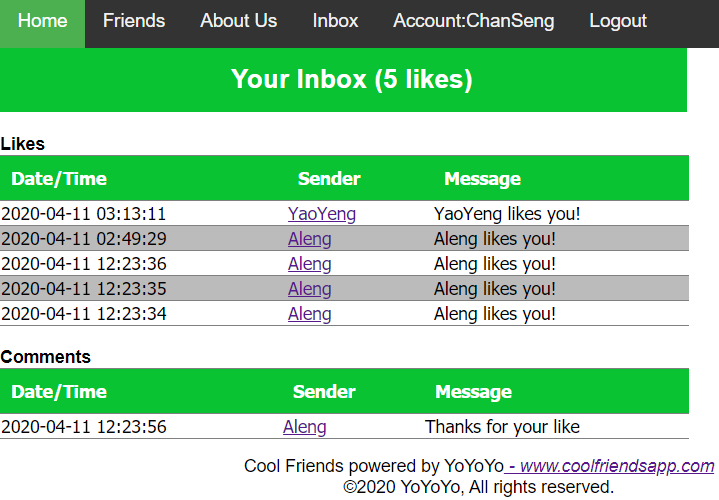 Home Friends About Us Inbox Account:ChanSeng Logout
Your Inbox (5 likes)
Likes
Date/Time Sender Message
2020-04-11 03:13:11 YaoYeng YaoYeng likes you!
2020-04-11 02:49:29 Aleng Aleng likes you!
2020-04-11 12:23:36 Aleng Aleng likes you!
2020-04-11 12:23:35 Aleng Aleng likes you!
2020-04-11 12:23:34 Aleng Aleng likes you!
Comments
Date/Time Sender Message
2020-04-11 12:23:56 Aleng Thanks for your like
Cool Friends powered by YoYoYo - www.coolfriendsapp.com
©2020 YoYoYo, All rights reserved.